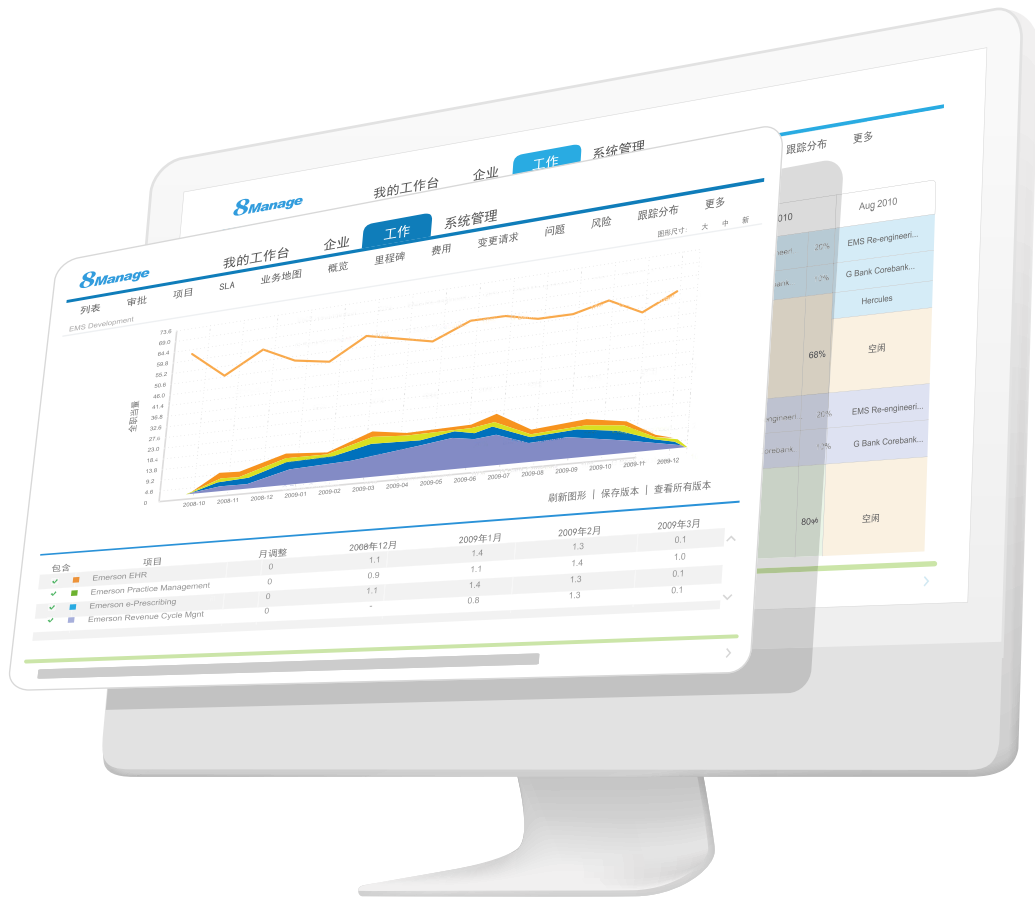 8Manage
我的工作台 企业 工作 系统管理
跟踪分布 更多
8Manage
我的工作台 企业 工作 系统管理
列表 审批 项目 SLA 业务地图 概览 里程碑 费用 变更请求 问题 风险 跟踪分布 更多
EMS Development
图形尺寸: 大 中 新
全职当量
73.6
69.0
64.4
59.8
55.2
50.6
46.0
41.4
36.8
32.6
27.6
23.0
18.4
13.8
9.2
4.8
0
2008-10 2008-11 2008-12 2009-01 2009-02 2009-03 2009-04 2009-05 2009-06 2009-07 2009-08 2009-09 2009-10 2009-11 2009-12
刷新图形 | 保存版本 | 查看所有版本
包含 项目 月调整 2008年12月 2009年1月 2009年2月 2009年3月
Emerson EHR 0 1.1 1.4 1.3 0.1
Emerson Practice Management 0 0.9 1.1 1.4 1.0
Emerson e-Prescribing 0 1.1 1.4 1.3 0.1
Emerson Revenue Cycle Mgnt 0 - 0.8 1.3 0.1
2010 Aug 2010
20% EMS Re-engineeri...
G Bank Corebank...
Hercules
68% 空闲
20% EMS Re-engineeri...
G Bank Corebank...
80% 空闲